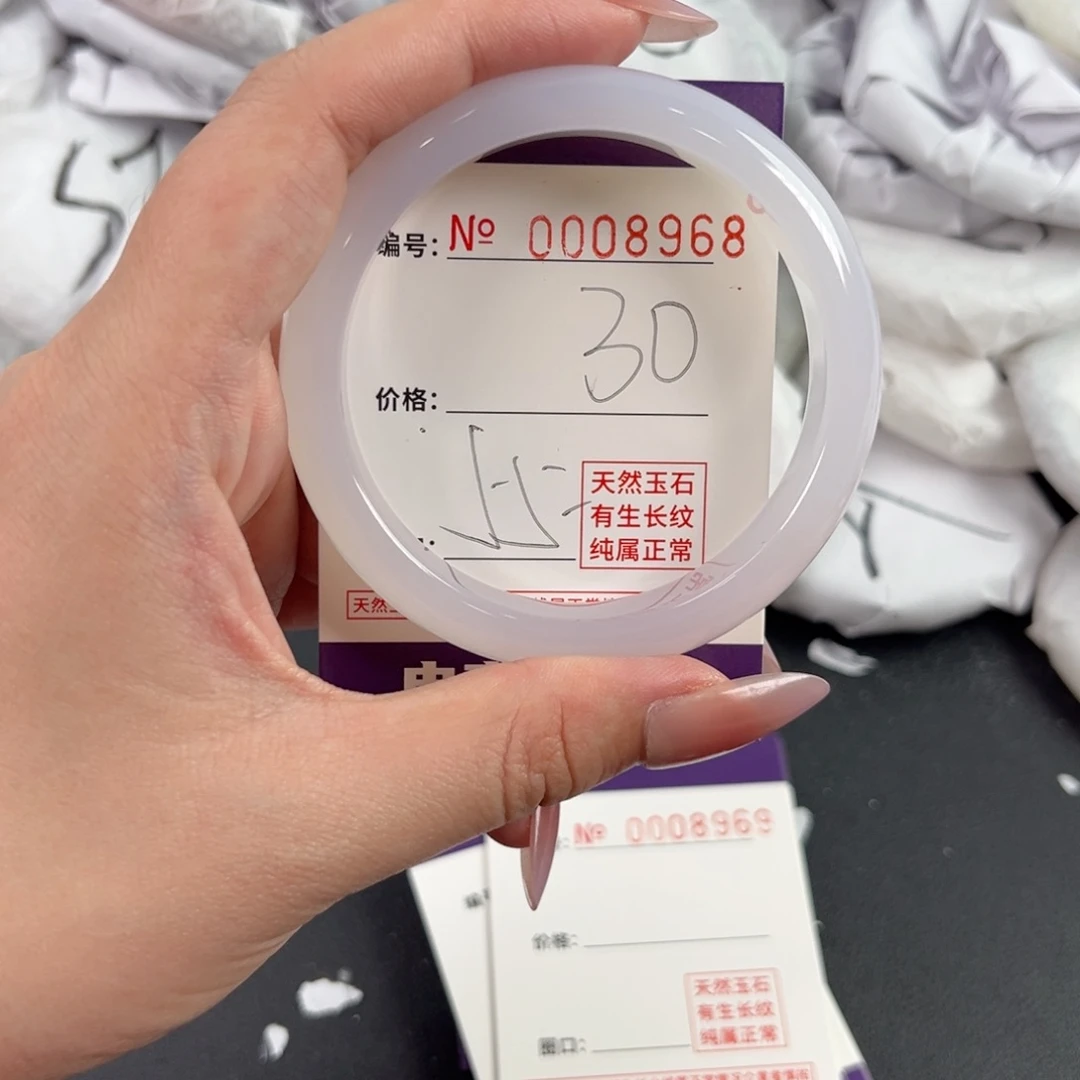 编号: № 0008968
30
价格:
天然玉石
有生长纹
纯属正常
天然
№ 0008969
价格:
天然玉石
有生长纹
纯属正常
圈口: